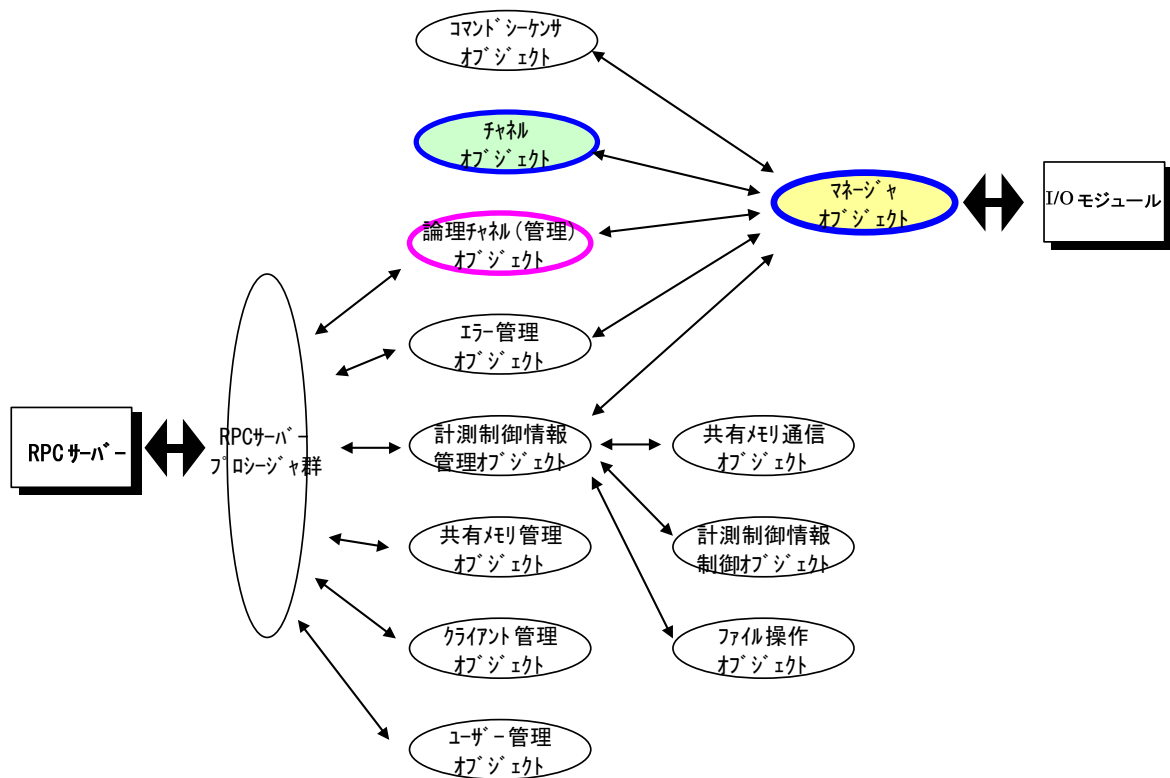 ｺﾏﾝﾄﾞｼｰｹﾝｻ
ｵﾌﾞｼﾞｪｸﾄ
ﾁｬﾈﾙ
ｵﾌﾞｼﾞｪｸﾄ
ﾏﾈｰｼﾞｬ
ｵﾌﾞｼﾞｪｸﾄ
I/O モジュール
論理ﾁｬﾈﾙ(管理)
ｵﾌﾞｼﾞｪｸﾄ
ｴﾗｰ管理
ｵﾌﾞｼﾞｪｸﾄ
RPC ｻｰﾊﾞｰ
RPCｻｰﾊﾞｰ
ﾌﾟﾛｼｰｼﾞｬ群
計測制御情報
管理ｵﾌﾞｼﾞｪｸﾄ
共有ﾒﾓﾘ通信
ｵﾌﾞｼﾞｪｸﾄ
共有ﾒﾓﾘ管理
ｵﾌﾞｼﾞｪｸﾄ
計測制御情報
制御ｵﾌﾞｼﾞｪｸﾄ
ｸﾗｲｱﾝﾄ管理
ｵﾌﾞｼﾞｪｸﾄ
ﾌｧｲﾙ操作
ｵﾌﾞｼﾞｪｸﾄ
ﾕｰｻﾞｰ管理
ｵﾌﾞｼﾞｪｸﾄ